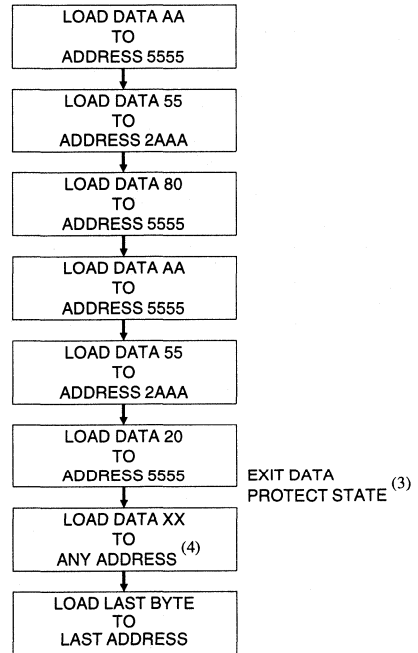 LOAD DATA AA
TO
ADDRESS 5555
LOAD DATA 55
TO
ADDRESS 2AAA
LOAD DATA 80
TO
ADDRESS 5555
LOAD DATA AA
TO
ADDRESS 5555
LOAD DATA 55
TO
ADDRESS 2AAA
LOAD DATA 20
TO
ADDRESS 5555
EXIT DATA
PROTECT STATE (3)
LOAD DATA XX
TO
ANY ADDRESS (4)
LOAD LAST BYTE
TO
LAST ADDRESS